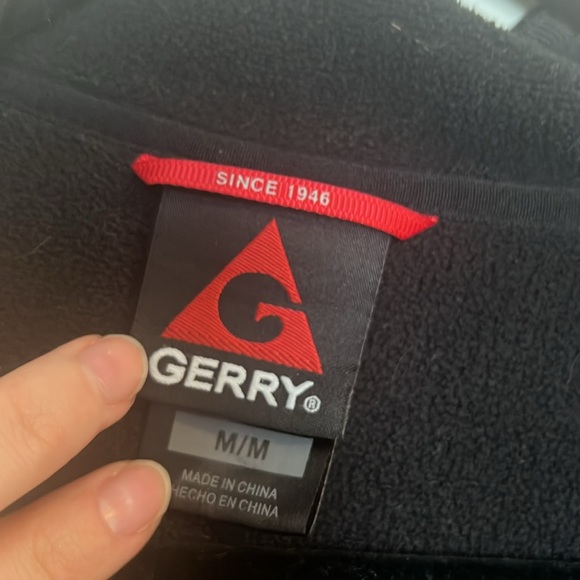 SINCE 1946
G
GERRY®
M/M
MADE IN CHINA
HECHO EN CHINA